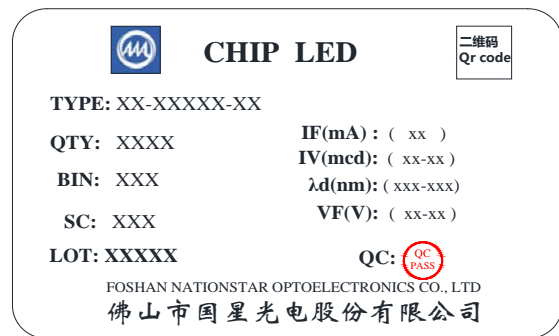 CHIP LED
二维码
Qr code
TYPE: XX-XXXXX-XX
QTY: XXXX
IF(mA) : ( xx )
IV(mcd): ( xx-xx )
BIN: XXX
λd(nm): ( xxx-xxx)
SC: XXX
VF(V): ( xx-xx )
LOT: XXXXX
QC:
QC
PASS
FOSHAN NATIONSTAR OPTOELECTRONICS CO., LTD
佛山市国星光电股份有限公司